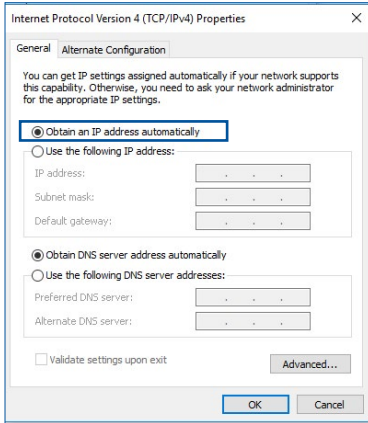 Internet Protocol Version 4 (TCP/IPv4) Properties
General
Alternate Configuration
You can get IP settings assigned automatically if your network supports
this capability. Otherwise, you need to ask your network administrator
for the appropriate IP settings.
Obtain an IP address automatically
Use the following IP address:
IP address:
Subnet mask:
Default gateway:
Obtain DNS server address automatically
Use the following DNS server addresses:
Preferred DNS server:
Alternate DNS server:
Validate settings upon exit
Advanced...
OK
Cancel